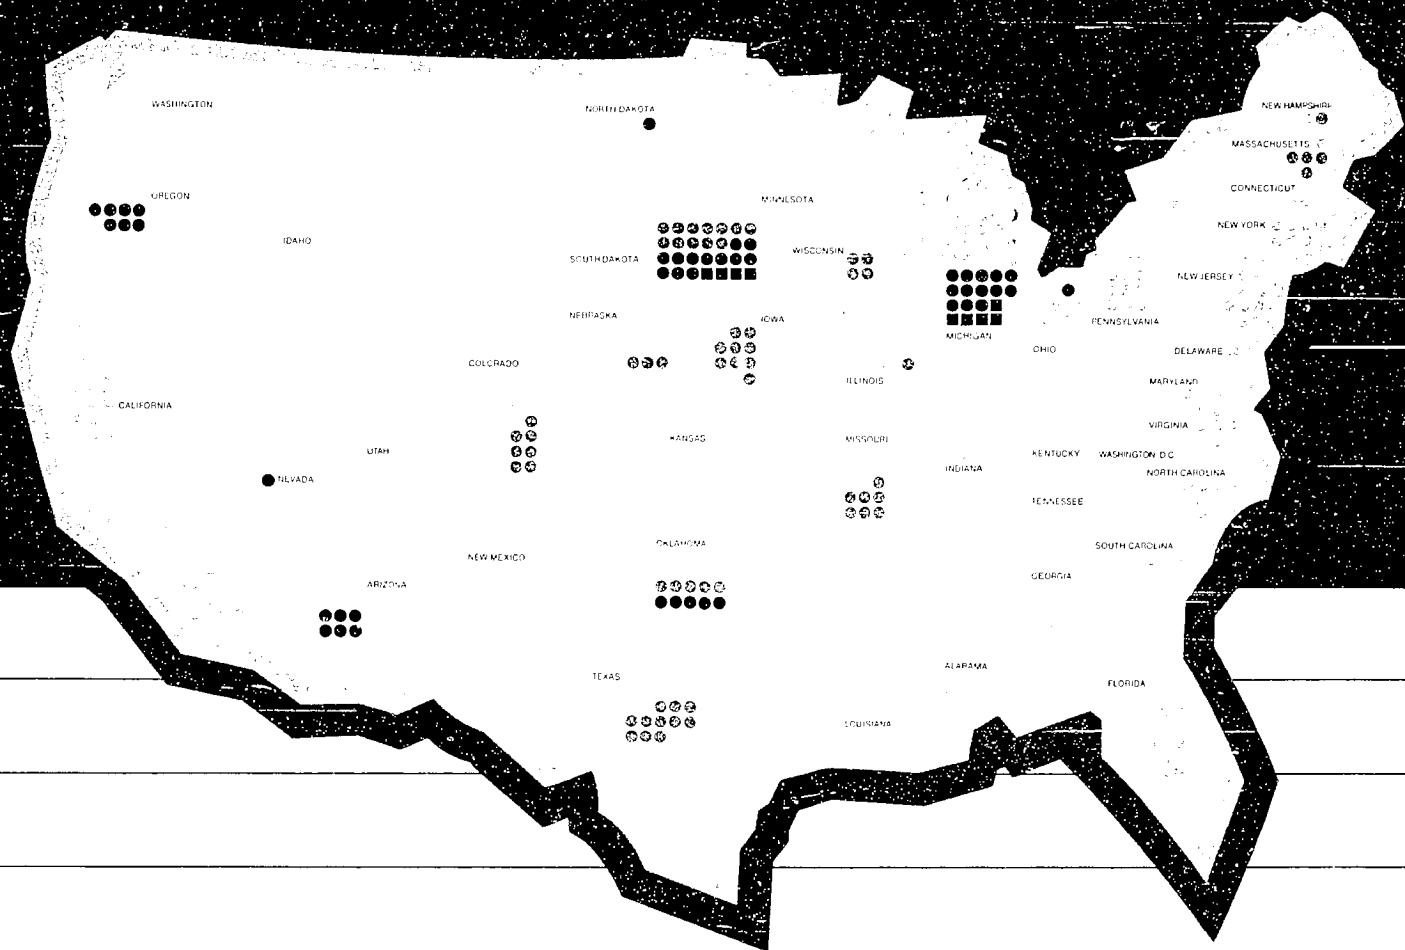 WASHINGTON
NORTH DAKOTA
NEW HAMPSHIRE
MASSACHUSETTS
OREGON
MINNESOTA
CONNECTICUT
NEW YORK
IDAHO
WISCONSIN
SOUTH DAKOTA
NEW JERSEY
NEBRASKA
IOWA
PENNSYLVANIA
MICHIGAN
OHIO
DELAWARE
COLORADO
ILLINOIS
MARYLAND
CALIFORNIA
VIRGINIA
KANSAS
MISSOURI
UTAH
KENTUCKY
WASHINGTON D C
INDIANA
NORTH CAROLINA
NEVADA
TENNESSEE
OKLAHOMA
SOUTH CAROLINA
NEW MEXICO
GEORGIA
ARIZONA
ALABAMA
TEXAS
FLORIDA
LOUISIANA